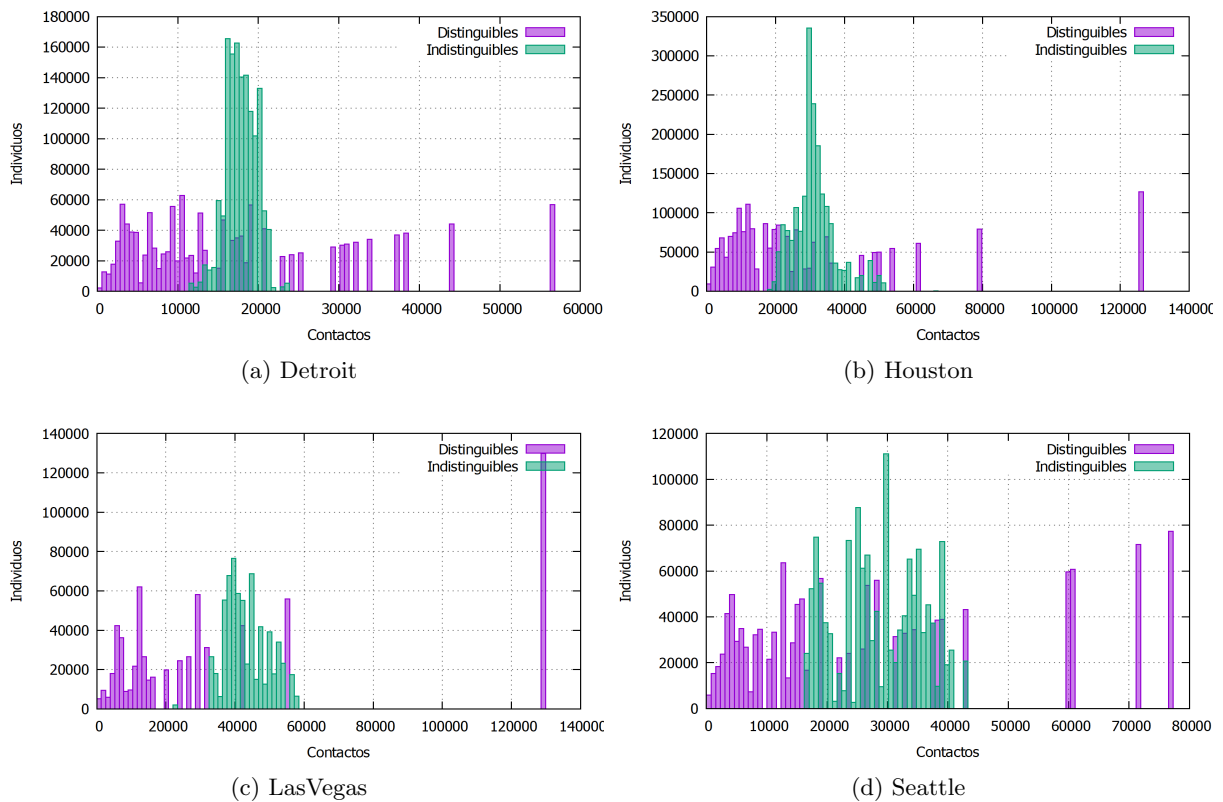 180000
160000
140000
120000
100000
80000
60000
40000
20000
0
Individuos
Distinguibles
Indistinguibles
0 10000 20000 30000 40000 50000 60000
Contactos
(a) Detroit
350000
300000
250000
200000
150000
100000
50000
0
Individuos
Distinguibles
Indistinguibles
0 20000 40000 60000 80000 100000 120000 140000
Contactos
(b) Houston
140000
120000
100000
80000
60000
40000
20000
0
Individuos
Distinguibles
Indistinguibles
0 20000 40000 60000 80000 100000 120000 140000
Contactos
(c) LasVegas
120000
100000
80000
60000
40000
20000
0
Individuos
Distinguibles
Indistinguibles
0 10000 20000 30000 40000 50000 60000 70000 80000
Contactos
(d) Seattle